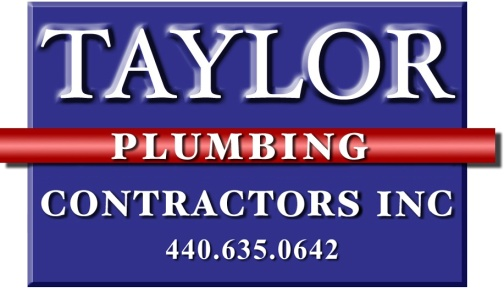 TAYLOR
PLUMBING
CONTRACTORS INC
440.635.0642